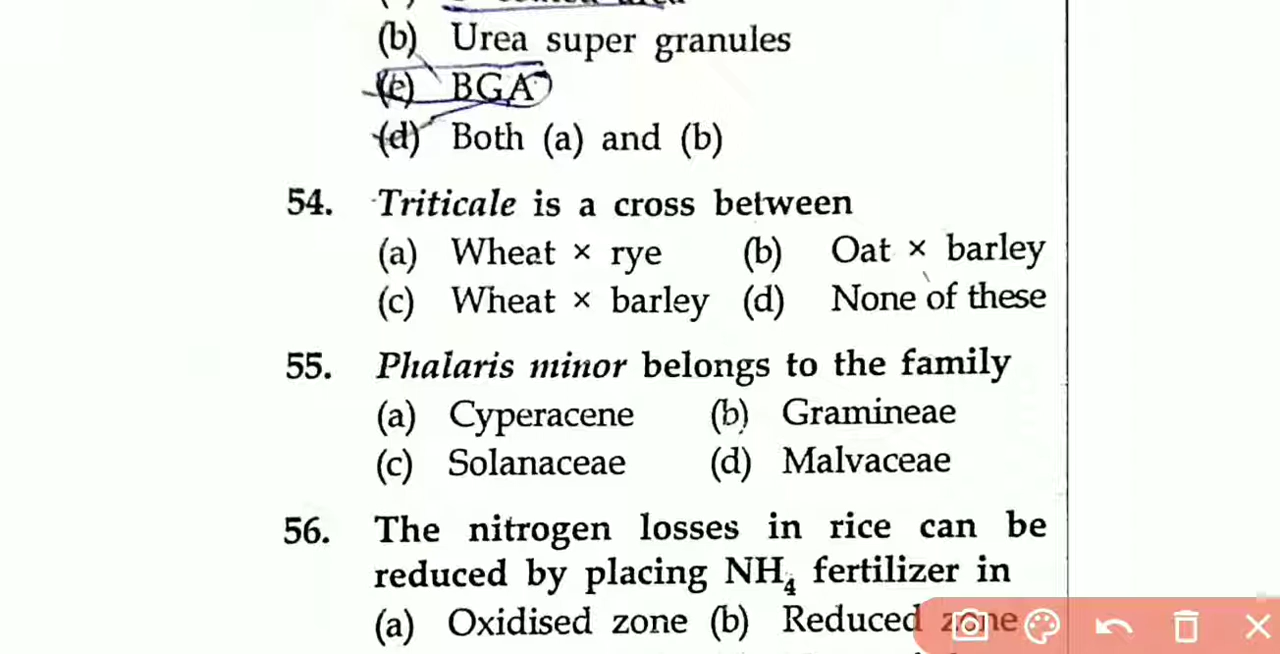 (b) Urea super granules
(c) BGA
(d) Both (a) and (b)
54. Triticale is a cross between
(a) Wheat × rye (b) Oat × barley
(c) Wheat × barley (d) None of these
55. Phalaris minor belongs to the family
(a) Cyperacene (b) Gramineae
(c) Solanaceae (d) Malvaceae
56. The nitrogen losses in rice can be
reduced by placing NH₄ fertilizer in
(a) Oxidised zone (b) Reduced zone